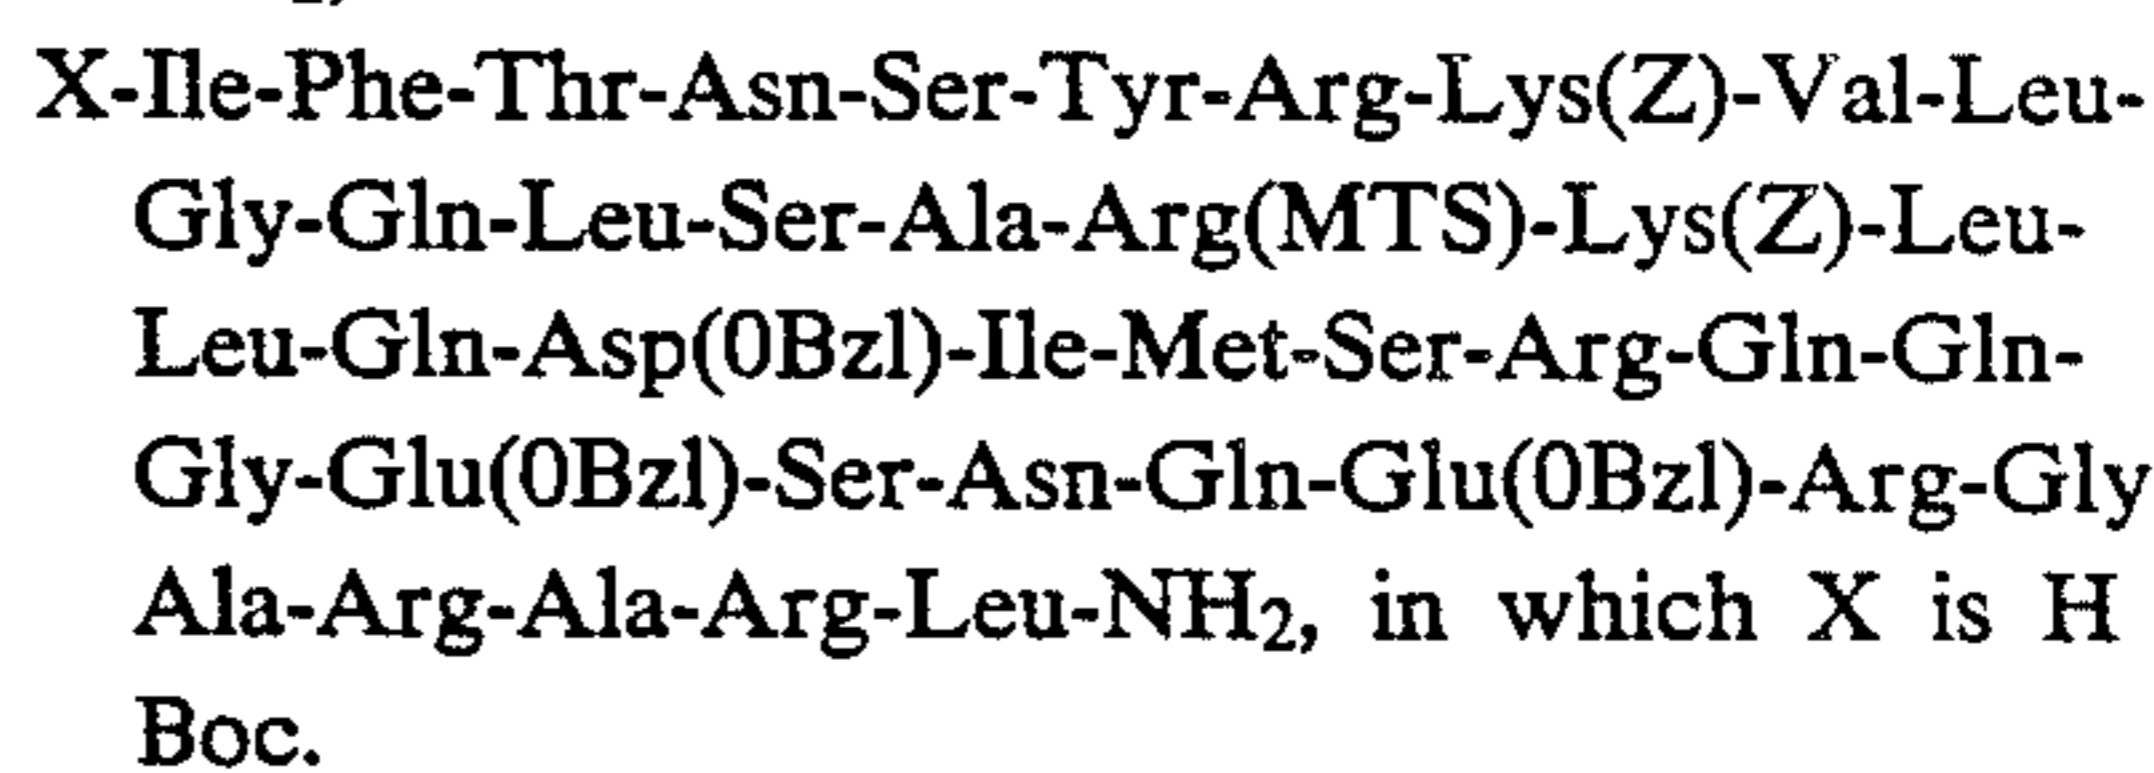 X-Ile-Phe-Thr-Asn-Ser-Tyr-Arg-Lys(Z)-Val-Leu-
Gly-Gln-Leu-Ser-Ala-Arg(MTS)-Lys(Z)-Leu-
Leu-Gln-Asp(0Bzl)-Ile-Met-Ser-Arg-Gln-Gln-
Gly-Glu(0Bzl)-Ser-Asn-Gln-Glu(0Bzl)-Arg-Gly
Ala-Arg-Ala-Arg-Leu-NH₂, in which X is H
Boc.